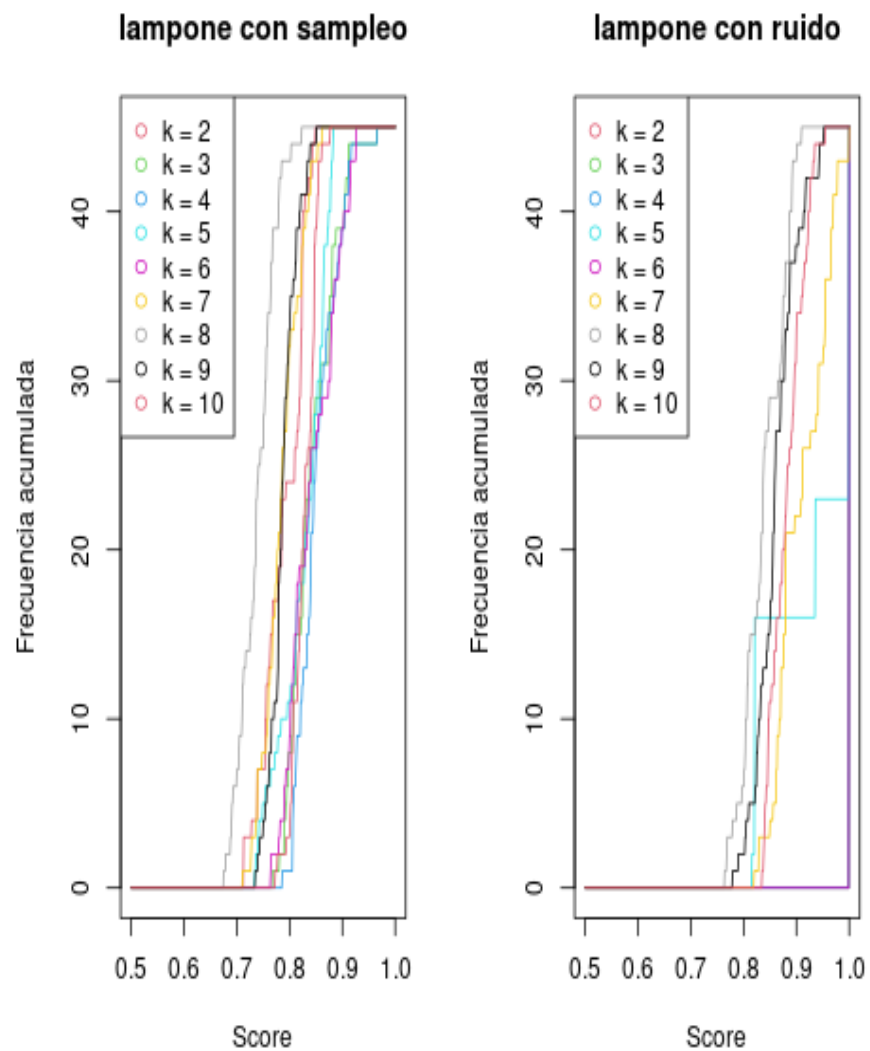 lampone con sampleo
k = 2
k = 3
k = 4
k = 5
k = 6
k = 7
k = 8
k = 9
k = 10
Frecuencia acumulada
0
10
20
30
40
0.5 0.6 0.7 0.8 0.9 1.0
Score
lampone con ruido
k = 2
k = 3
k = 4
k = 5
k = 6
k = 7
k = 8
k = 9
k = 10
Frecuencia acumulada
0
10
20
30
40
0.5 0.6 0.7 0.8 0.9 1.0
Score